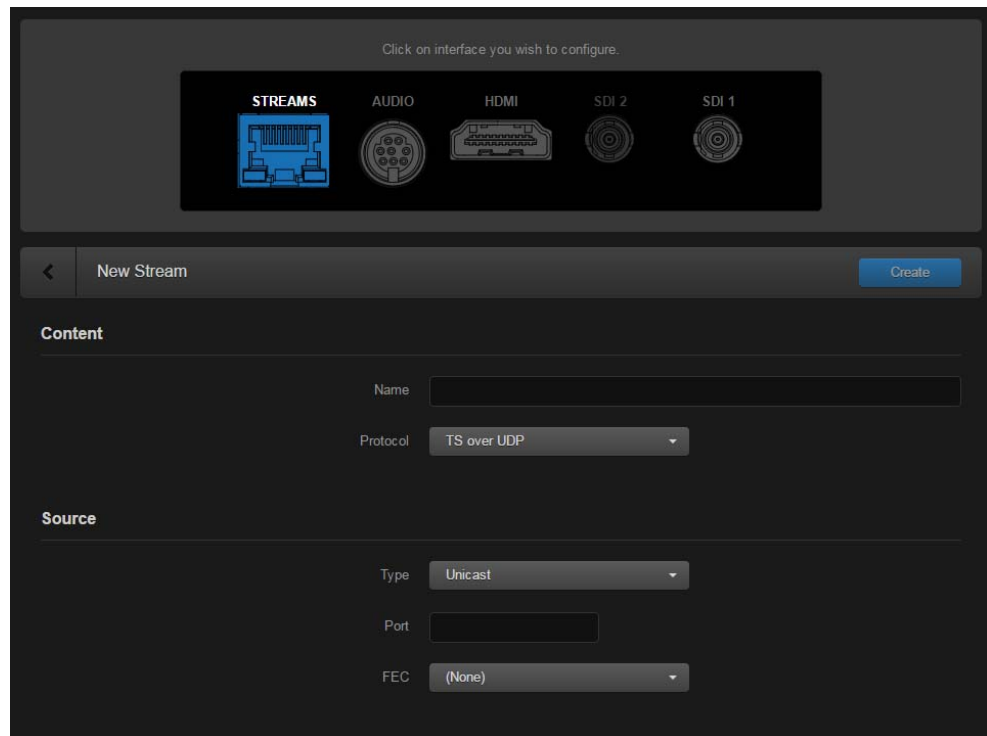 Click on interface you wish to configure.
STREAMS AUDIO HDMI SDI 2 SDI 1
New Stream Create
Content
Name
Protocol TS over UDP
Source
Type Unicast
Port
FEC (None)